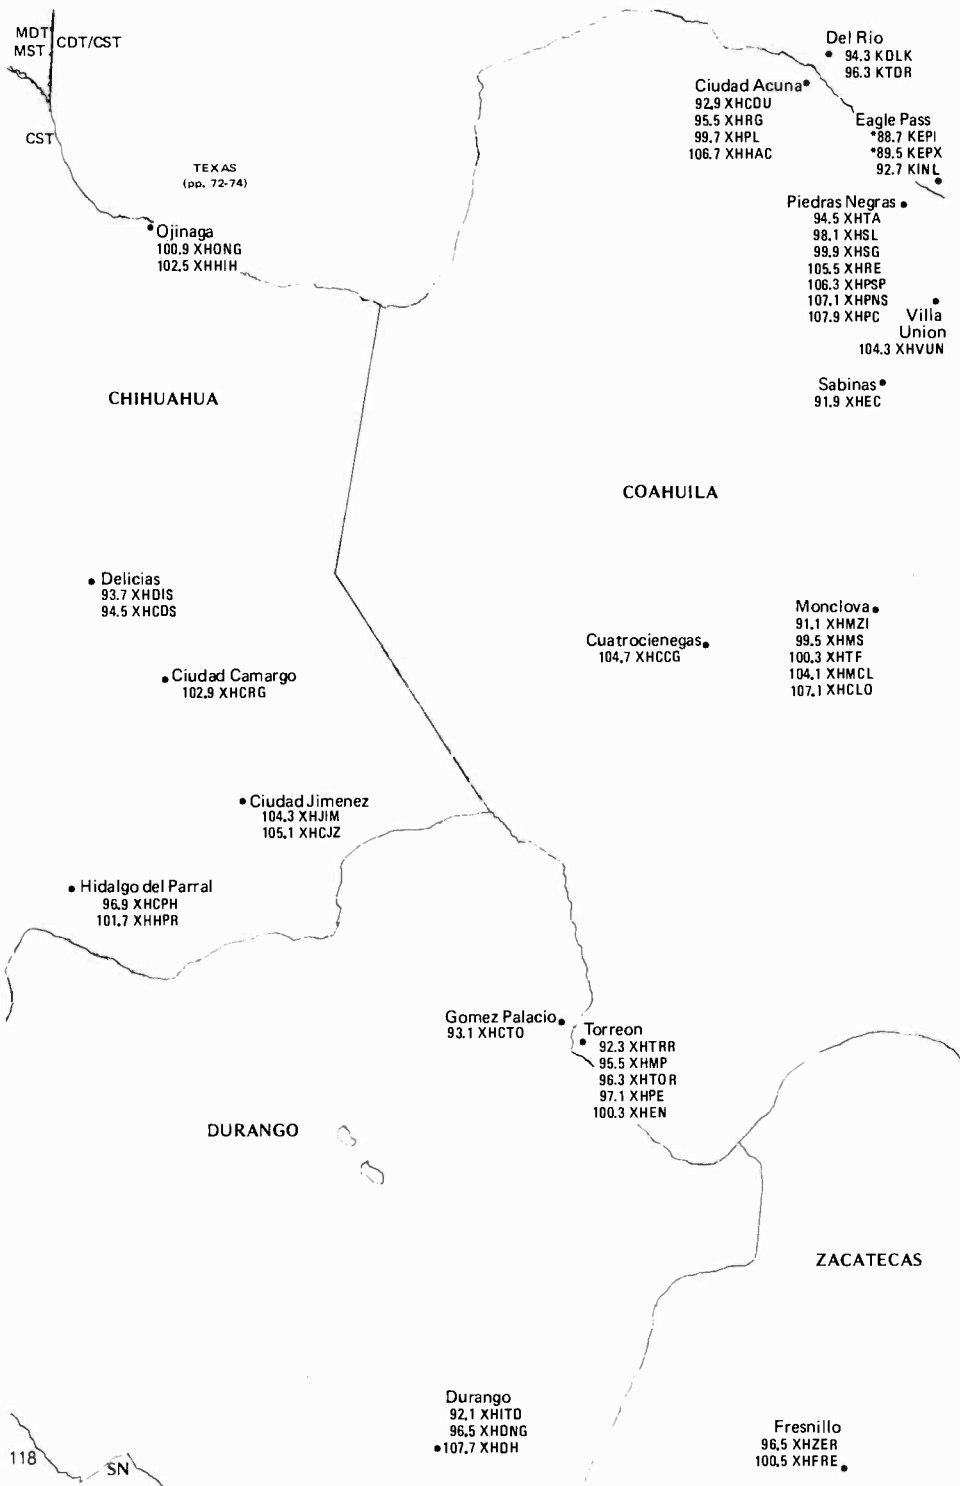 MDT
MST
CDT/CST
CST
TEXAS
(pp. 72-74)
Del Rio
94.3 KDLK
96.3 KTDR
Ciudad Acuna
92.9 XHCDU
95.5 XHRG
99.7 XHPL
106.7 XHHAC
Eagle Pass
*88.7 KEPI
*89.5 KEPX
92.7 KINL
Piedras Negras
94.5 XHTA
98.1 XHSL
99.9 XHSG
105.5 XHRE
106.3 XHPSP
107.1 XHPNS
107.9 XHPC
Villa
Union
104.3 XHVUN
Ojinaga
100.9 XHONG
102.5 XHHIH
Sabinas
91.9 XHEC
CHIHUAHUA
COAHUILA
Delicias
93.7 XHDIS
94.5 XHCDS
Monclova
91.1 XHMZI
99.5 XHMS
100.3 XHTF
104.1 XHMCL
107.1 XHCLO
Cuatrocienegas
104.7 XHCCG
Ciudad Camargo
102.9 XHCRG
Ciudad Jimenez
104.3 XHJIM
105.1 XHCJZ
Hidalgo del Parral
96.9 XHCPH
101.7 XHHPR
Gomez Palacio
93.1 XHCTO
Torreon
92.3 XHTRR
95.5 XHMP
96.3 XHTOR
97.1 XHPE
100.3 XHEN
DURANGO
ZACATECAS
Durango
92.1 XHITD
96.5 XHDNG
107.7 XHDH
Fresnillo
96.5 XHZER
100.5 XHFRE
118
SN